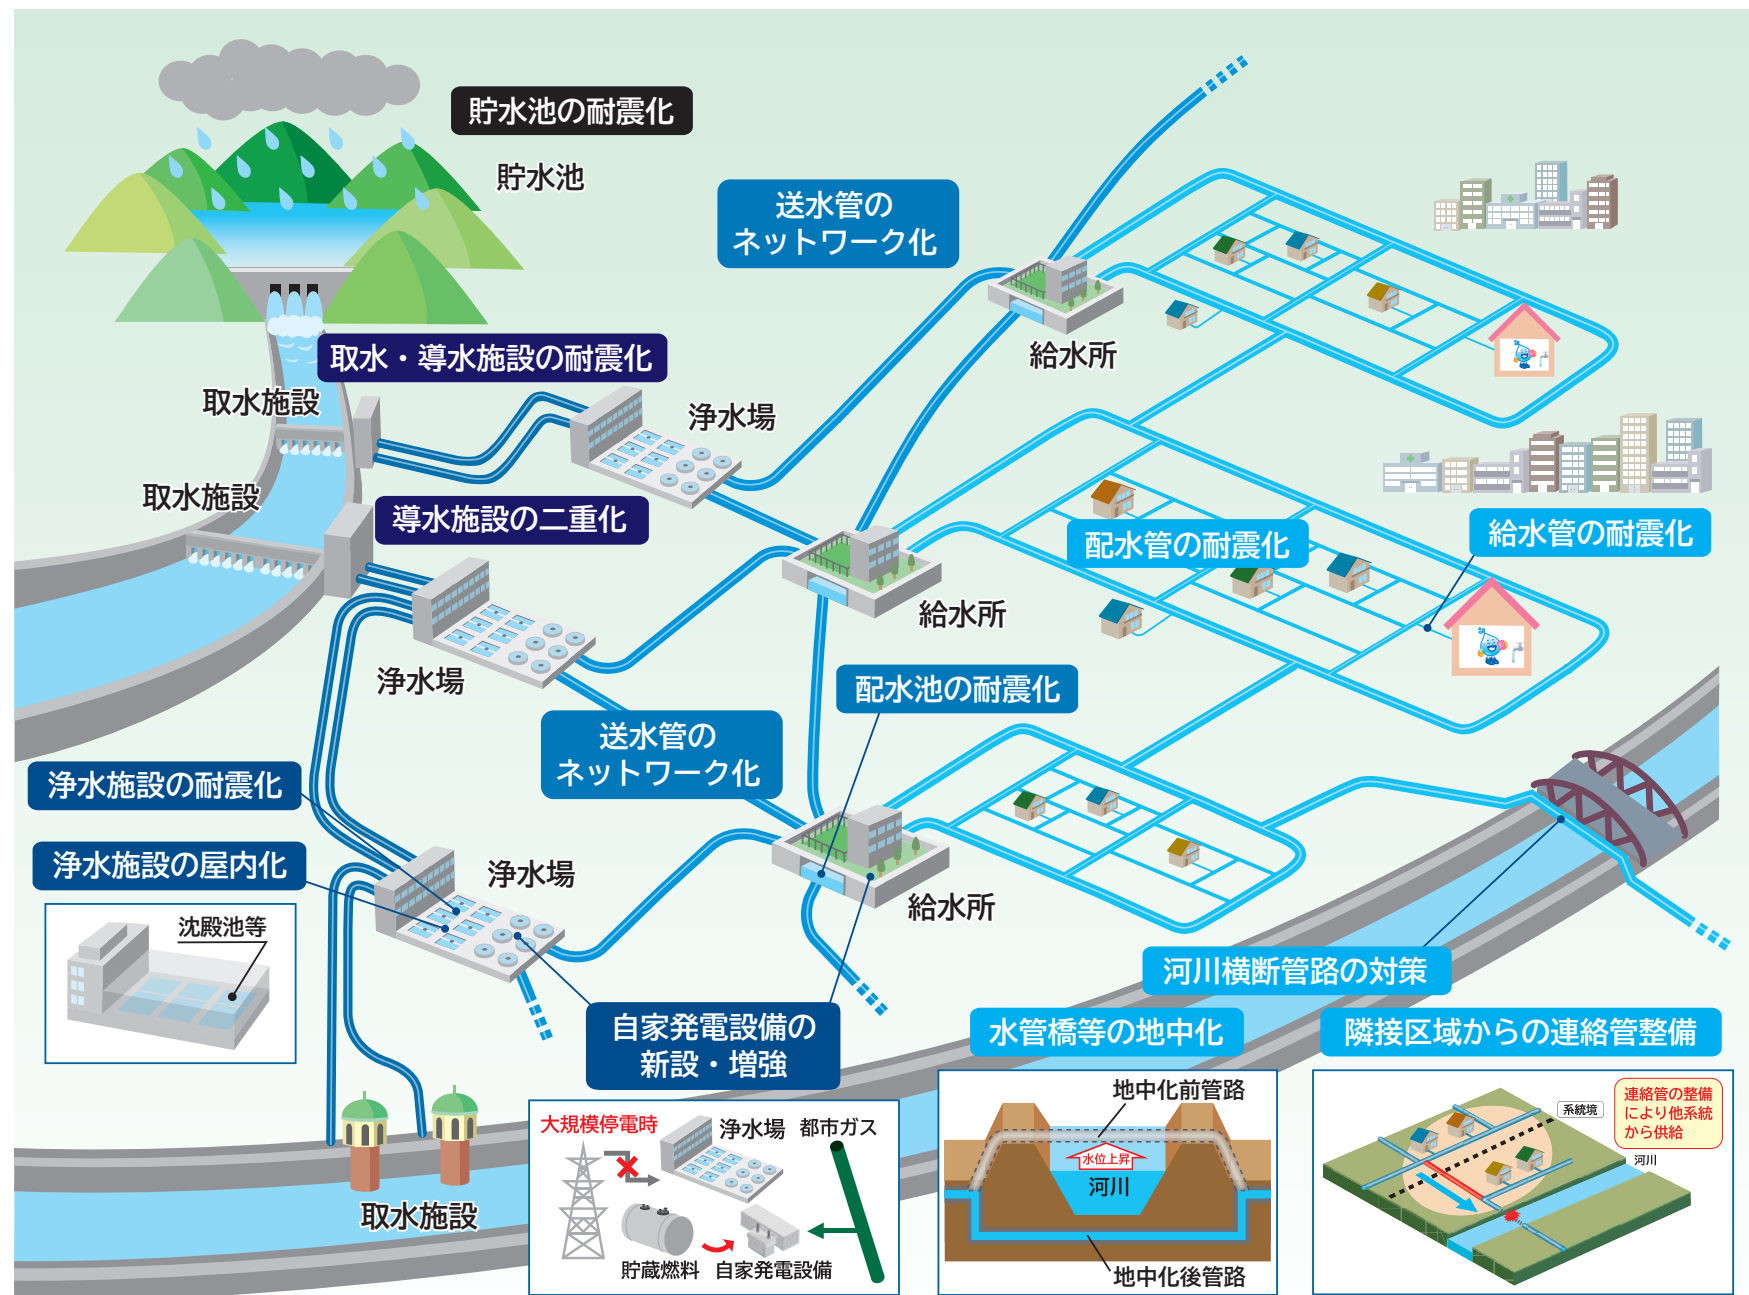 貯水池の耐震化
貯水池
送水管の
ネットワーク化
取水・導水施設の耐震化
給水所
取水施設
浄水場
取水施設
導水施設の二重化
配水管の耐震化
給水管の耐震化
給水所
浄水場
配水池の耐震化
送水管の
ネットワーク化
浄水施設の耐震化
浄水施設の屋内化
浄水場
給水所
沈殿池等
河川横断管路の対策
自家発電設備の
新設・増強
水管橋等の地中化
隣接区域からの連絡管整備
大規模停電時
浄水場
都市ガス
貯蔵燃料
自家発電設備
地中化前管路
水位上昇
河川
地中化後管路
系統境
連絡管の整備
により他系統
から供給
河川
取水施設